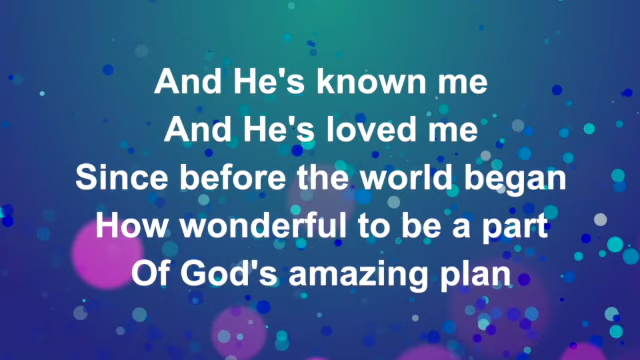 And He's known me
And He's loved me
Since before the world began
How wonderful to be a part
Of God's amazing plan